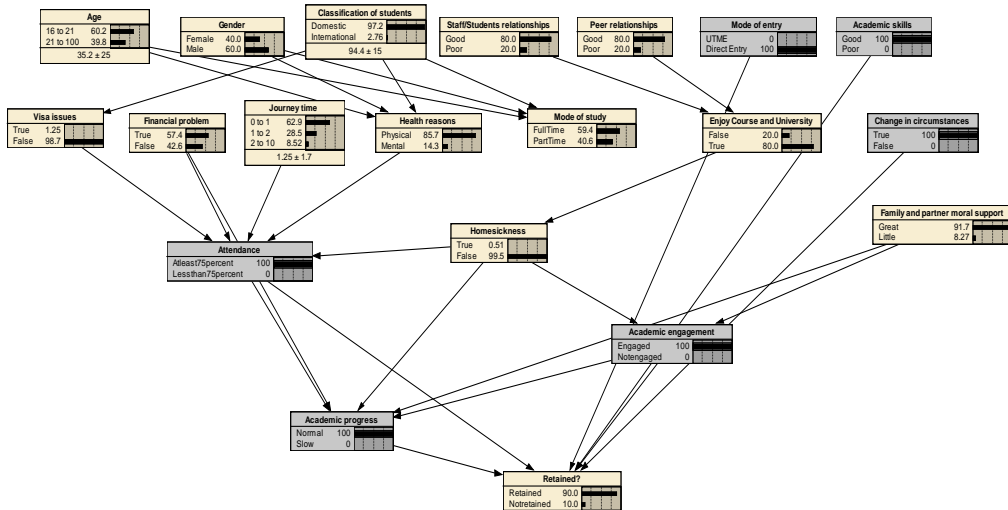 Age
16 to 21 60.2
21 to 100 39.8
35.2 ± 25
Gender
Female 40.0
Male 60.0
Classification of students
Domestic 97.2
International 2.76
94.4 ± 15
Staff/Students relationships
Good 80.0
Poor 20.0
Peer relationships
Good 80.0
Poor 20.0
Mode of entry
UTME 0
Direct Entry 100
Academic skills
Good 100
Poor 0
Visa issues
True 1.25
False 98.7
Financial problem
True 57.4
False 42.6
Journey time
0 to 1 62.9
1 to 2 28.5
2 to 10 8.52
1.25 ± 1.7
Health reasons
Physical 85.7
Mental 14.3
Mode of study
FullTime 59.4
PartTime 40.6
Enjoy Course and University
False 20.0
True 80.0
Change in circumstances
True 100
False 0
Family and partner moral support
Great 91.7
Little 8.27
Homesickness
True 0.51
False 99.5
Attendance
Atleast75percent 100
Lessthan75percent 0
Academic engagement
Engaged 100
Notengaged 0
Academic progress
Normal 100
Slow 0
Retained?
Retained 90.0
Notretained 10.0